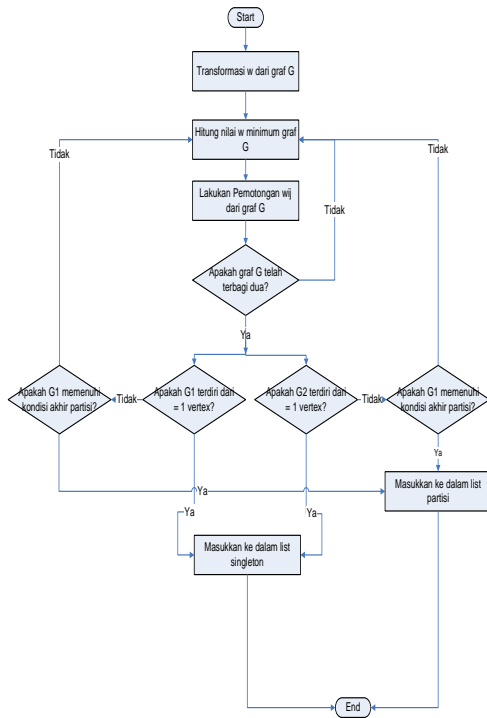 Start
Transformasi w dari graf G
Hitung nilai w minimum graf
G
Tidak
Tidak
Lakukan Pemotongan wij
dari graf G
Tidak
Apakah graf G telah
terbagi dua?
Ya
Apakah G1 memenuhi
kondisi akhir partisi?
Tidak
Apakah G1 terdiri dari
= 1 vertex?
Apakah G2 terdiri dari
= 1 vertex?
Tidak
Apakah G1 memenuhi
kondisi akhir partisi?
Ya
Masukkan ke dalam list
partisi
Ya
Ya
Ya
Masukkan ke dalam list
singleton
End